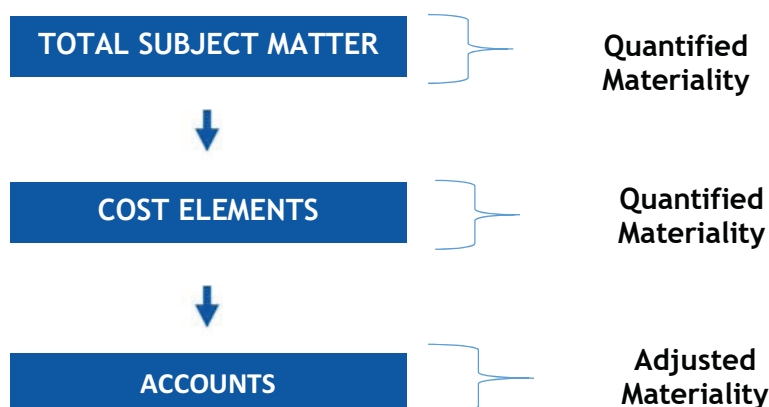 TOTAL SUBJECT MATTER
Quantified
Materiality
COST ELEMENTS
Quantified
Materiality
ACCOUNTS
Adjusted
Materiality